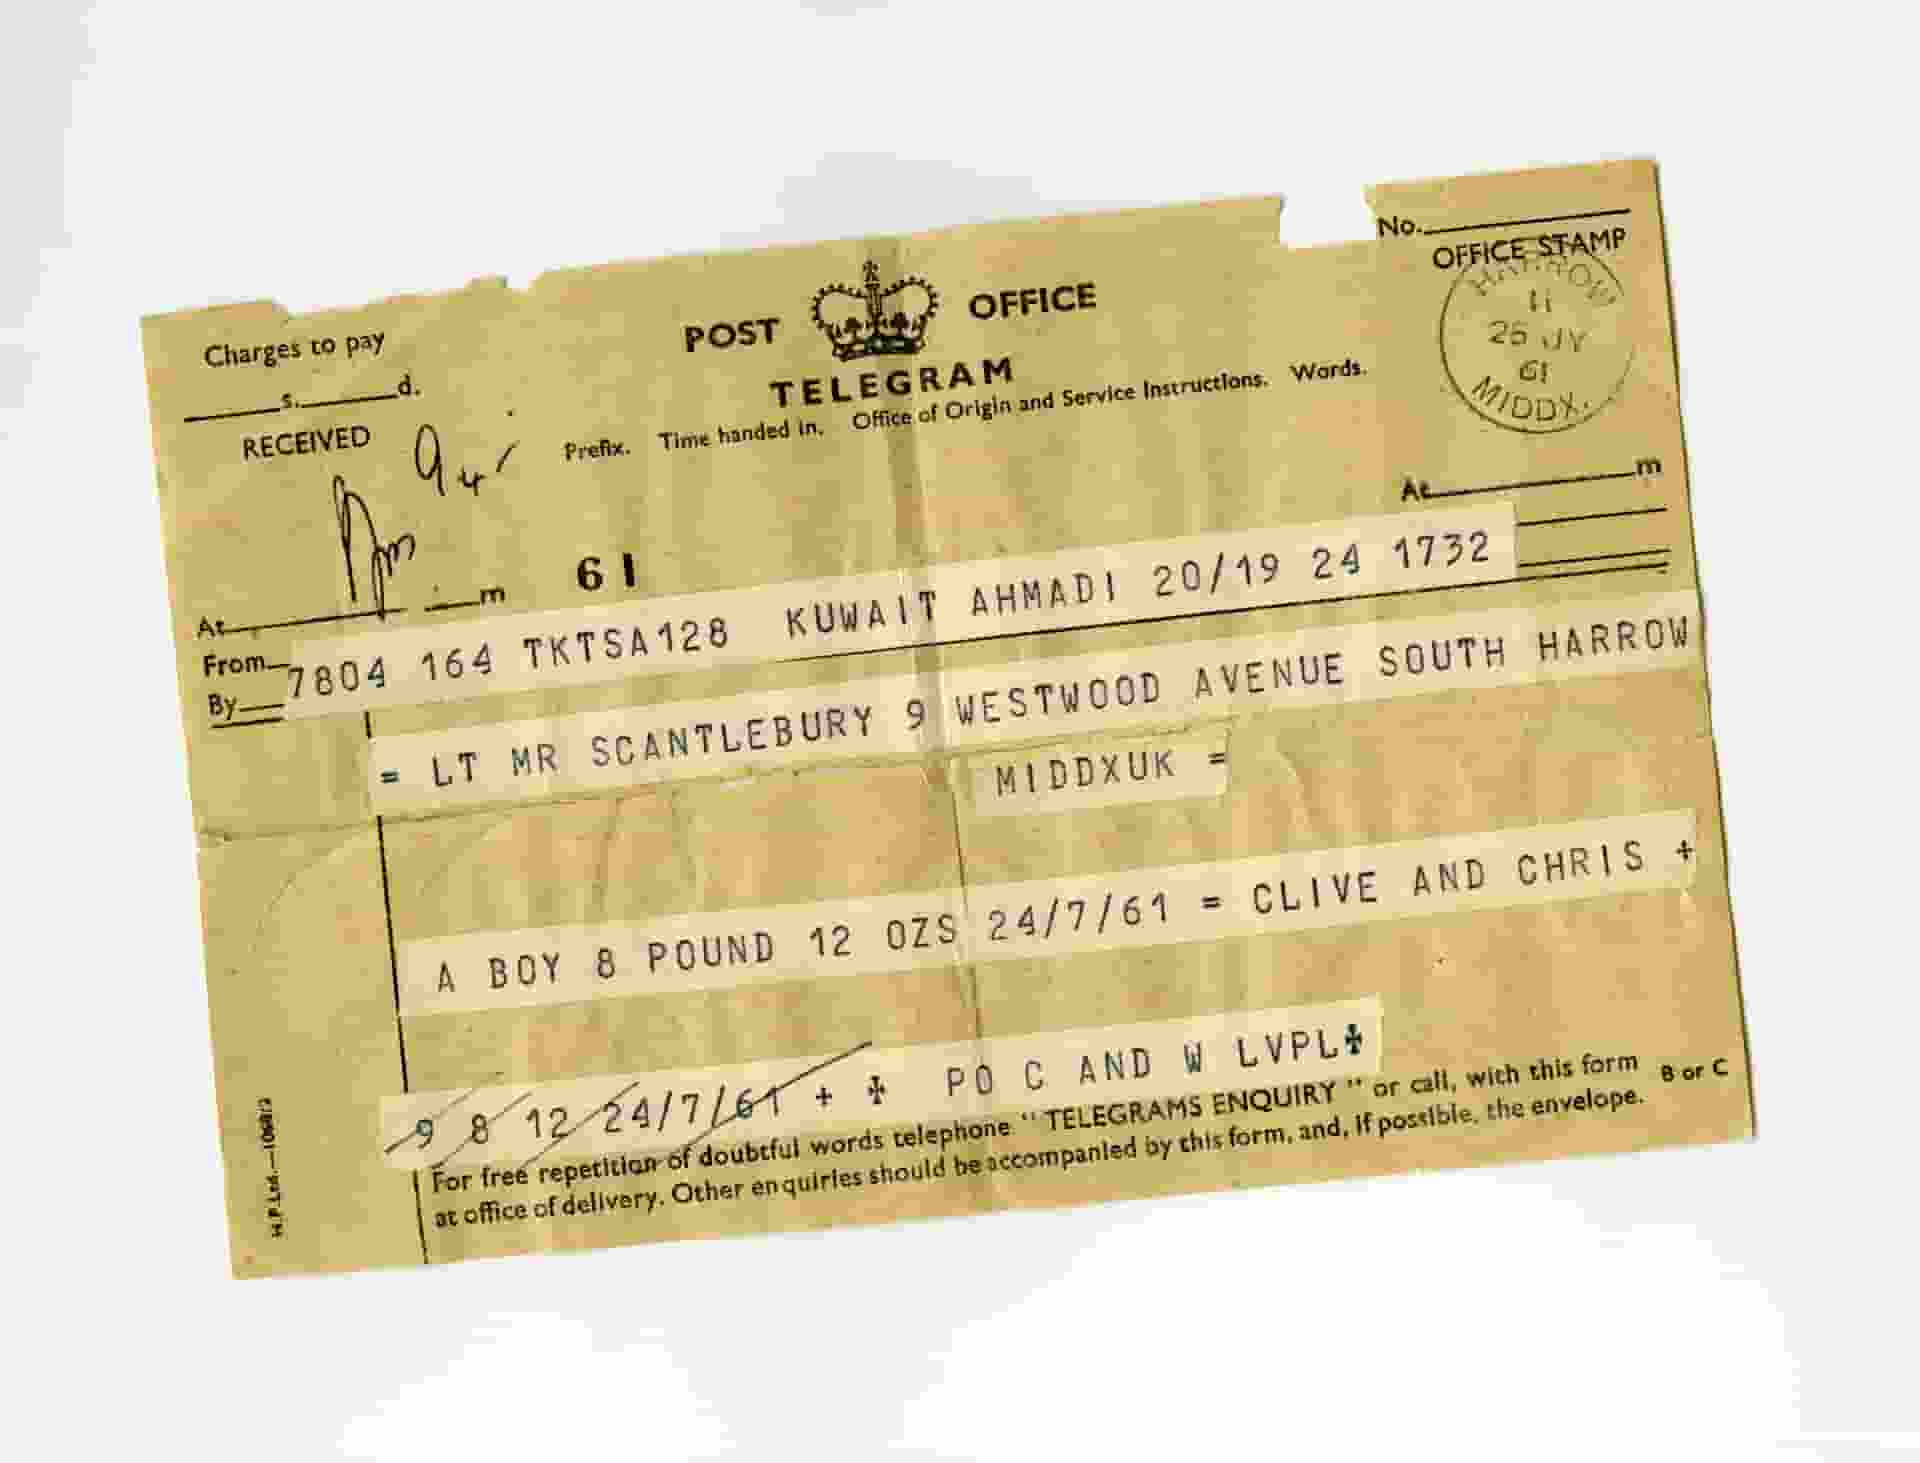 No.
OFFICE STAMP
HARROW
11
25 JY
61
MIDDX.
Charges to pay
s. d.
RECEIVED
POST OFFICE
TELEGRAM
Prefix. Time handed in. Office of Origin and Service Instructions. Words.
At m
61
At m
From
By
7804 164 TKTSA128 KUWAIT AHMADI 20/19 24 1732
= LT MR SCANTLEBURY 9 WESTWOOD AVENUE SOUTH HARROW
MIDDXUK =
A BOY 8 POUND 12 OZS 24/7/61 = CLIVE AND CHRIS +
9 8 12 24/7/61 + + PO C AND W LVPL+
For free repetition of doubtful words telephone "TELEGRAMS ENQUIRY" or call, with this form
at office of delivery. Other enquiries should be accompanied by this form, and, if possible, the envelope.
B or C